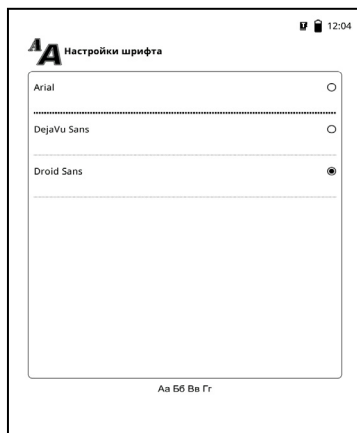 12:04
Настройки шрифта
Arial
DejaVu Sans
Droid Sans
Аа Бб Вв Гг